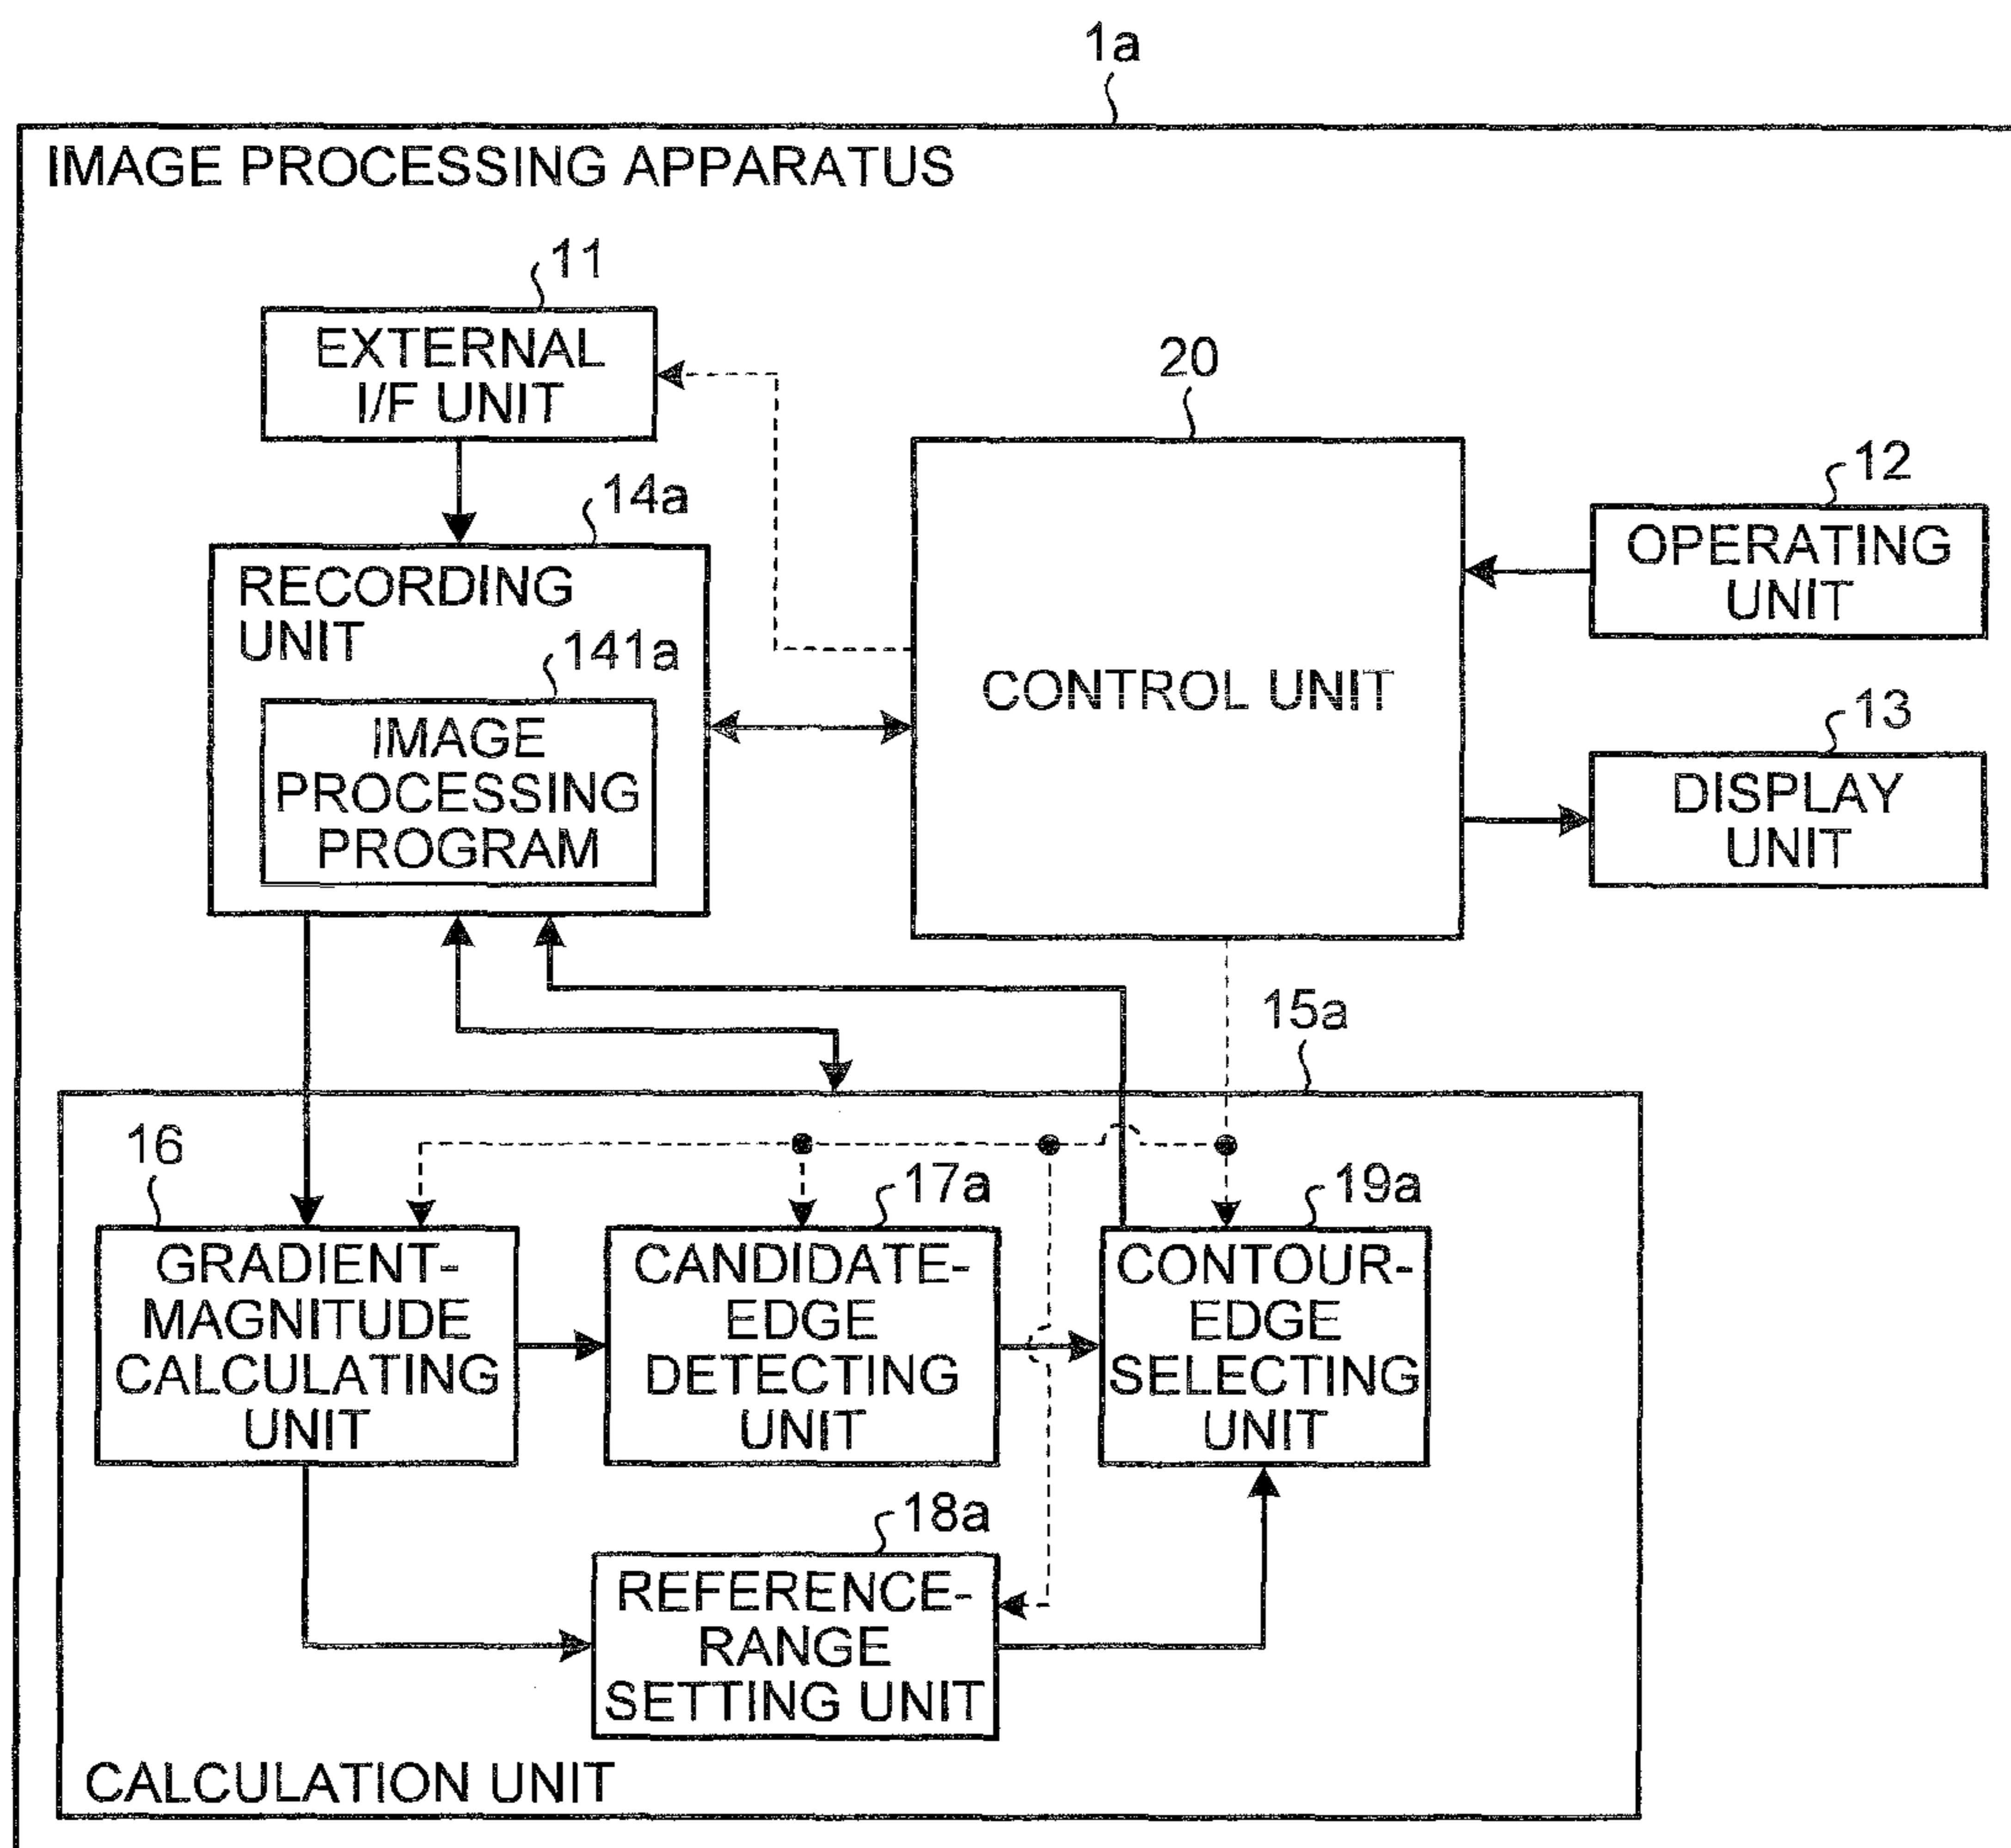 1a
IMAGE PROCESSING APPARATUS
11
EXTERNAL
I/F UNIT
20
14a
RECORDING
UNIT
141a
IMAGE
PROCESSING
PROGRAM
CONTROL UNIT
12
OPERATING
UNIT
13
DISPLAY
UNIT
15a
16
GRADIENT-
MAGNITUDE
CALCULATING
UNIT
17a
CANDIDATE-
EDGE
DETECTING
UNIT
19a
CONTOUR-
EDGE
SELECTING
UNIT
18a
REFERENCE-
RANGE
SETTING UNIT
CALCULATION UNIT